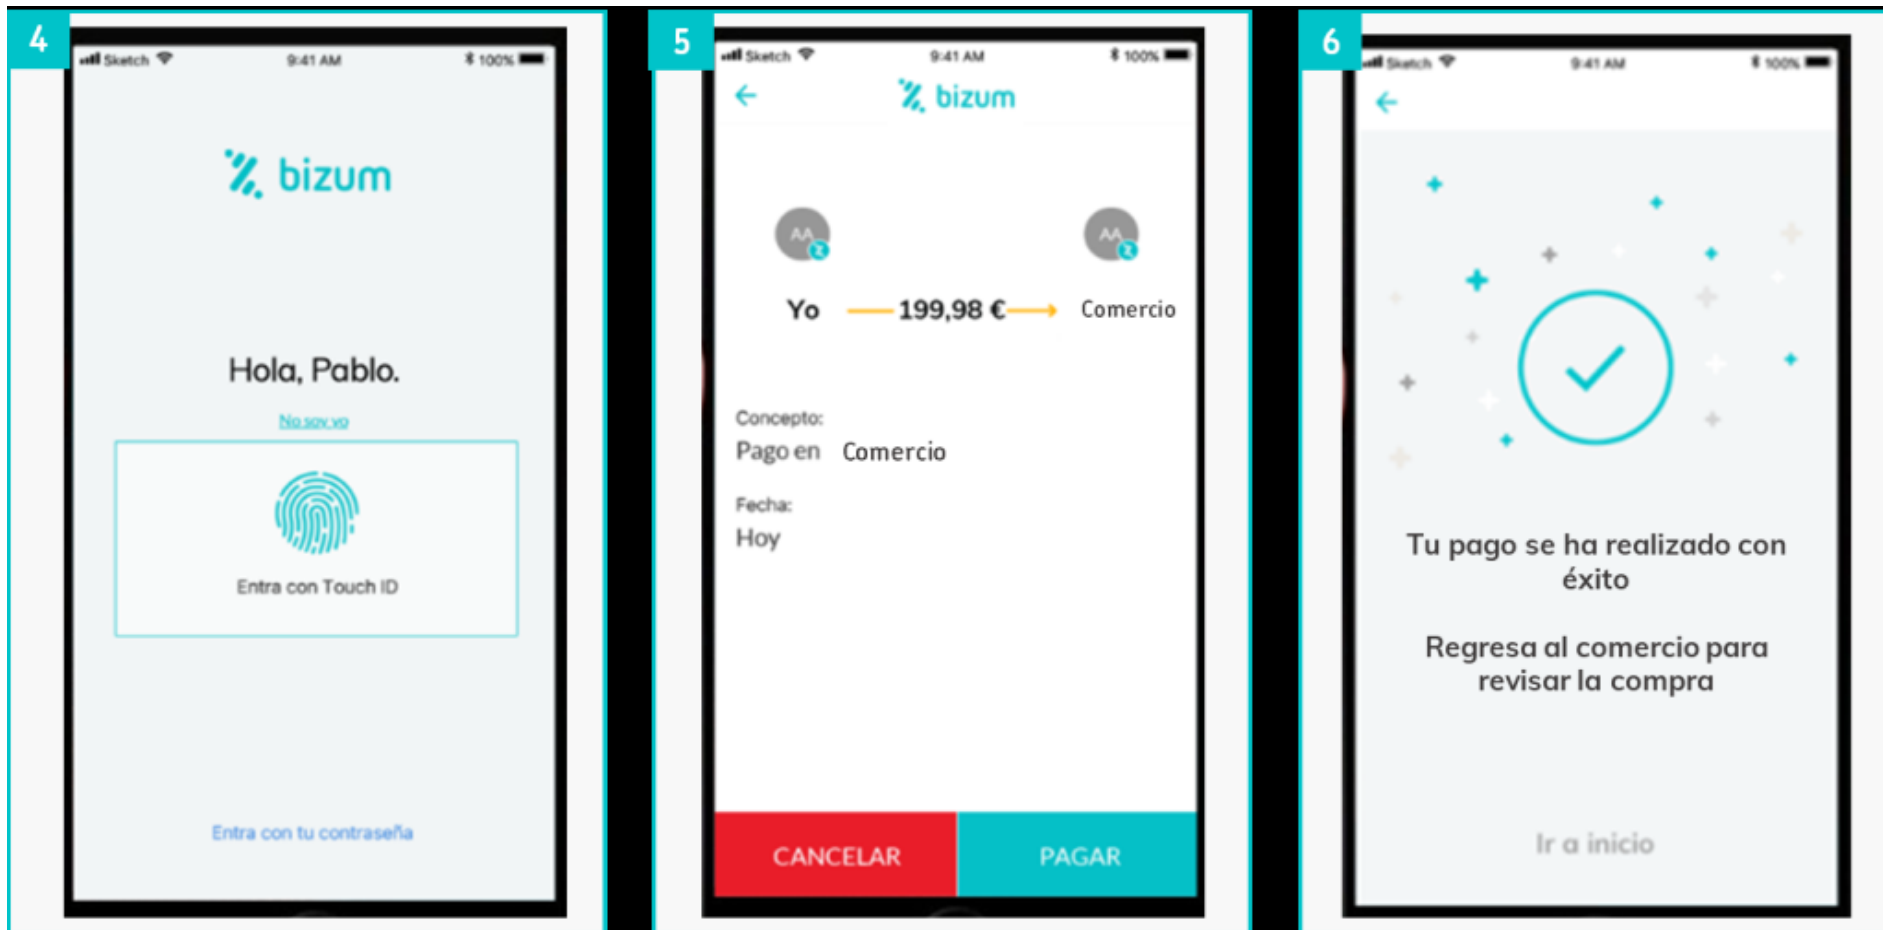 4
Sketch 9:41 AM 100%
bizum
Hola, Pablo.
No soy yo
Entra con Touch ID
Entra con tu contraseña
5
Sketch 9:41 AM 100%
bizum
AA AA
Yo 199,98 € Comercio
Concepto:
Pago en Comercio
Fecha:
Hoy
CANCELAR PAGAR
6
Sketch 9:41 AM 100%
Tu pago se ha realizado con
éxito
Regresa al comercio para
revisar la compra
Ir a inicio